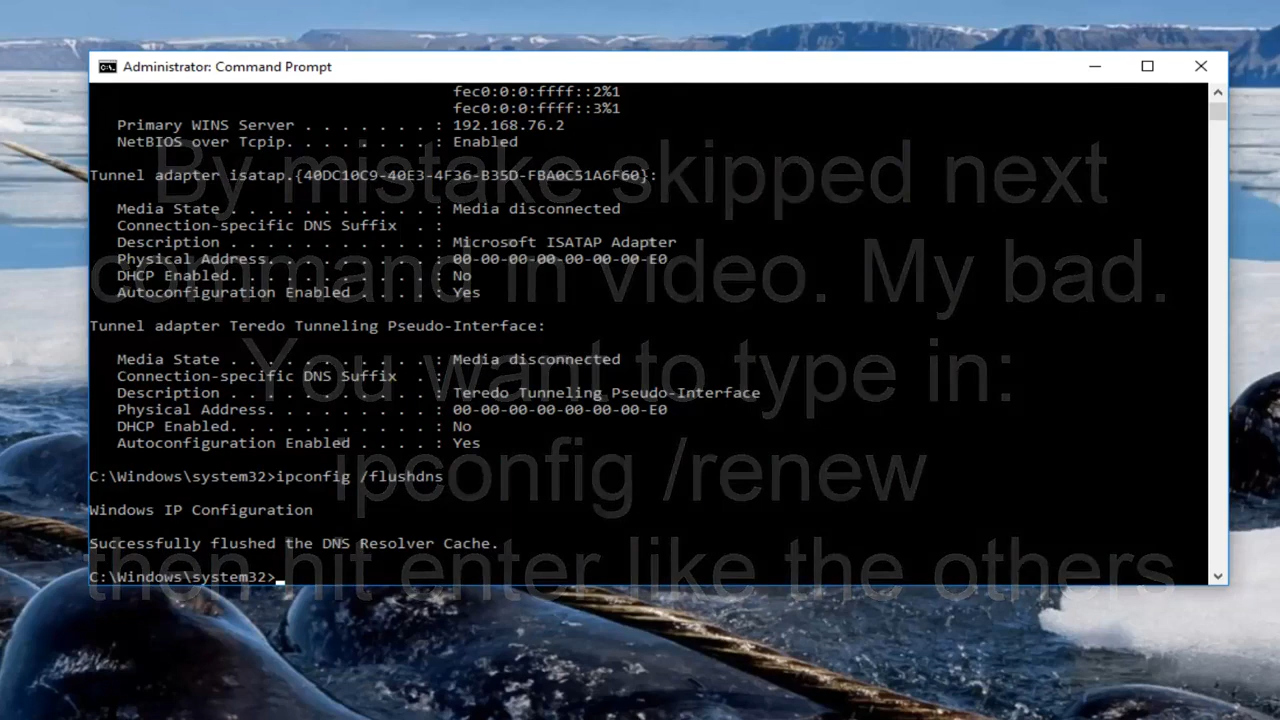 Administrator: Command Prompt
fec0:0:0:ffff::2%1
fec0:0:0:ffff::3%1
Primary WINS Server . . . . . . . : 192.168.76.2
NetBIOS over Tcpip. . . . . . . . : Enabled
Tunnel adapter isatap.{40DC10C9-40E3-4F36-B35D-FBA0C51A6F60}:
Media State . . . . . . . . . . . : Media disconnected
Connection-specific DNS Suffix  . :
Description . . . . . . . . . . . : Microsoft ISATAP Adapter
Physical Address. . . . . . . . . : 00-00-00-00-00-00-00-E0
DHCP Enabled. . . . . . . . . . . : No
Autoconfiguration Enabled . . . . : Yes
Tunnel adapter Teredo Tunneling Pseudo-Interface:
Media State . . . . . . . . . . . : Media disconnected
Connection-specific DNS Suffix  . :
Description . . . . . . . . . . . : Teredo Tunneling Pseudo-Interface
Physical Address. . . . . . . . . : 00-00-00-00-00-00-00-E0
DHCP Enabled. . . . . . . . . . . : No
Autoconfiguration Enabled . . . . : Yes
C:\Windows\system32>ipconfig /flushdns
Windows IP Configuration
Successfully flushed the DNS Resolver Cache.
C:\Windows\system32>
By mistake skipped next
command in video. My bad.
You want to type in:
ipconfig /renew
then hit enter like the others